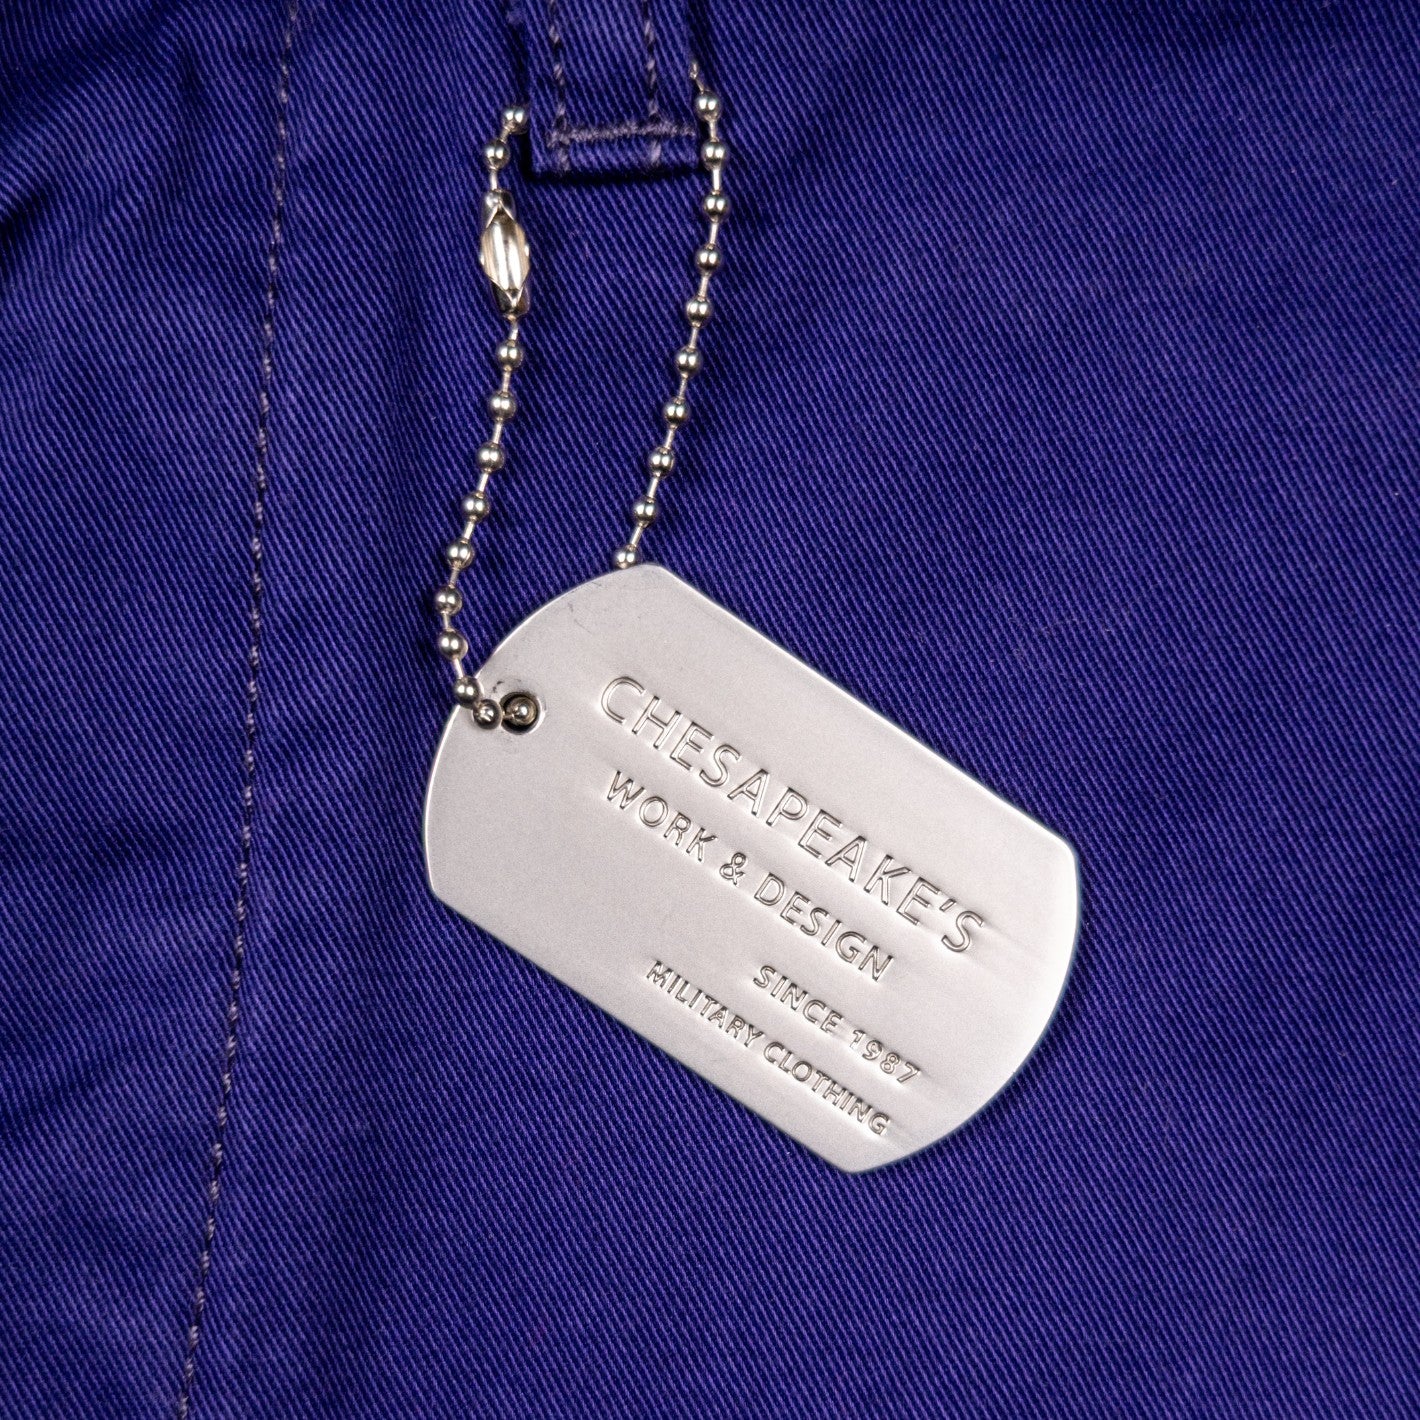 CHESAPEAKE'S
WORK & DESIGN
SINCE 1987
MILITARY CLOTHING